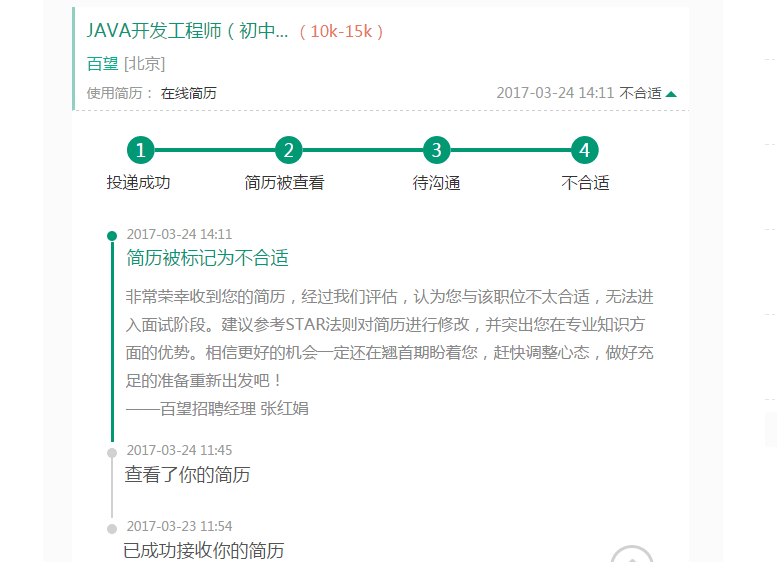 JAVA开发工程师（初中... （10k-15k）
百望 [北京]
使用简历： 在线简历 2017-03-24 14:11 不合适
1 2 3 4
投递成功 简历被查看 待沟通 不合适
2017-03-24 14:11
简历被标记为不合适
非常荣幸收到您的简历，经过我们评估，认为您与该职位不太合适，无法进
入面试阶段。建议参考STAR法则对简历进行修改，并突出您在专业知识方
面的优势。相信更好的机会一定还在翘首期盼着您，赶快调整心态，做好充
足的准备重新出发吧！
——百望招聘经理 张红娟
2017-03-24 11:45
查看了你的简历
2017-03-23 11:54
已成功接收你的简历